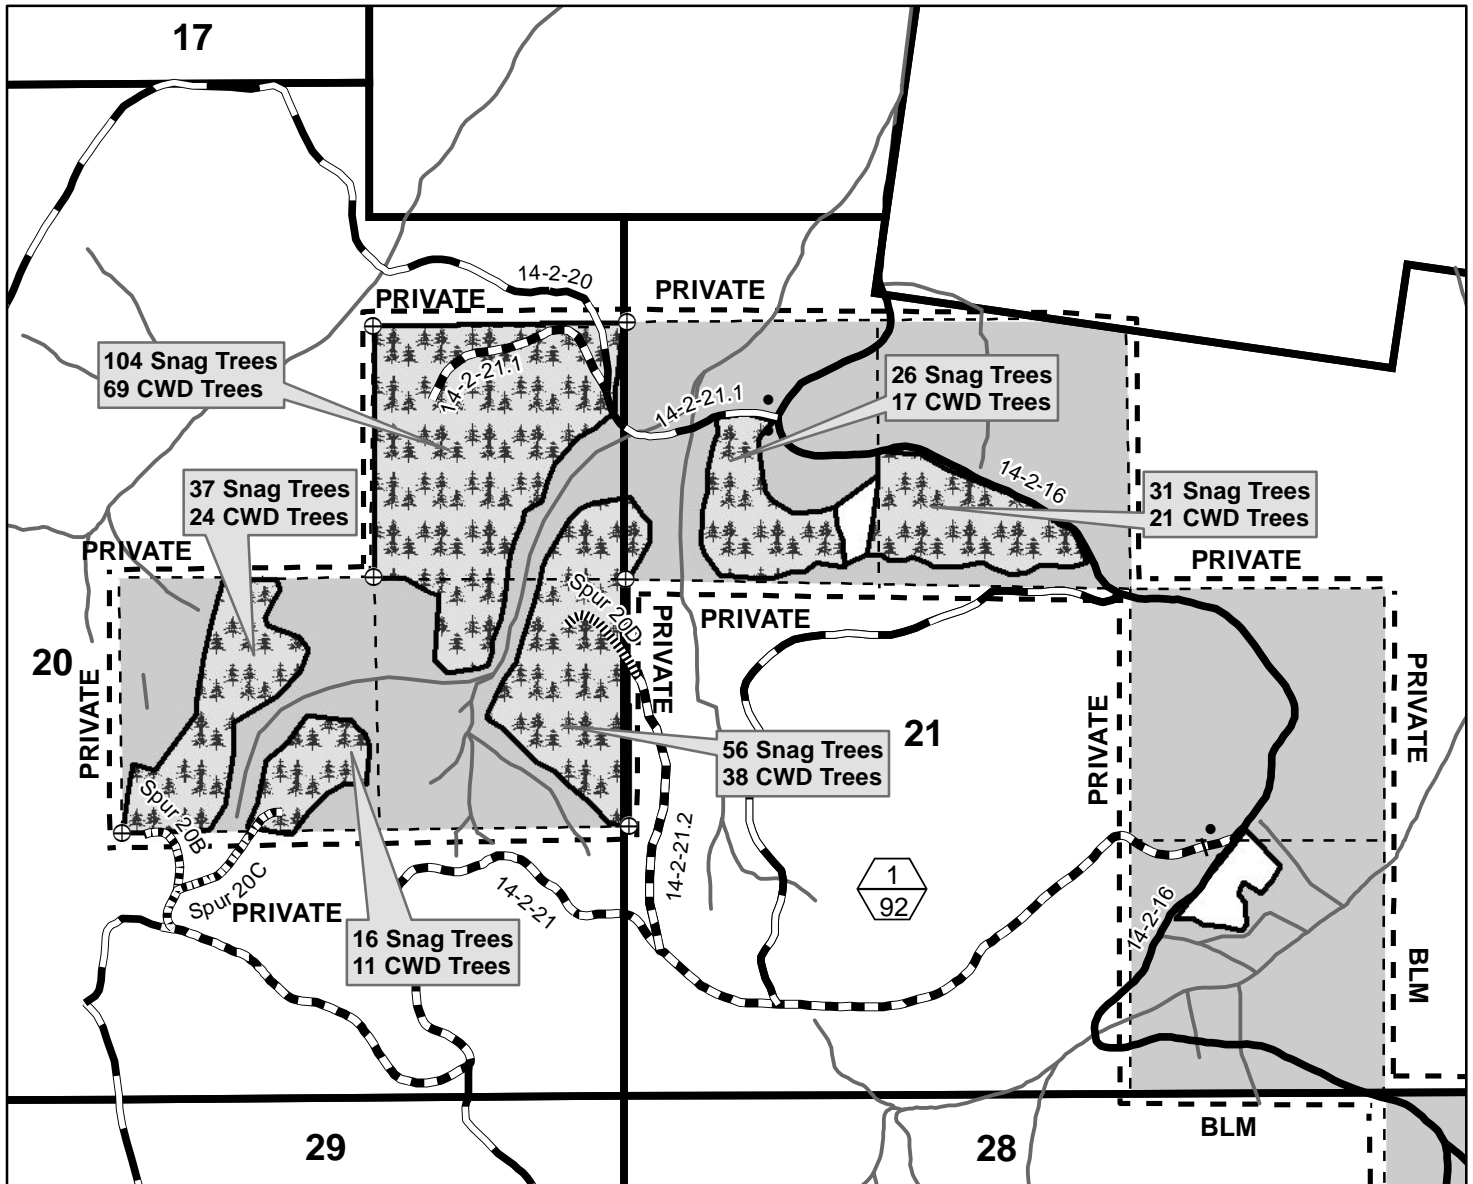 17
14-2-20
PRIVATE
PRIVATE
104 Snag Trees
69 CWD Trees
14-2-21.1
14-2-21.1
26 Snag Trees
17 CWD Trees
14-2-16
37 Snag Trees
24 CWD Trees
31 Snag Trees
21 CWD Trees
PRIVATE
PRIVATE
Spur 20D
PRIVATE
PRIVATE
20
PRIVATE
PRIVATE
PRIVATE
21
56 Snag Trees
38 CWD Trees
Spur 20B
14-2-21.2
Spur 20C
PRIVATE
14-2-21
1
92
14-2-16
16 Snag Trees
11 CWD Trees
BLM
BLM
29
28